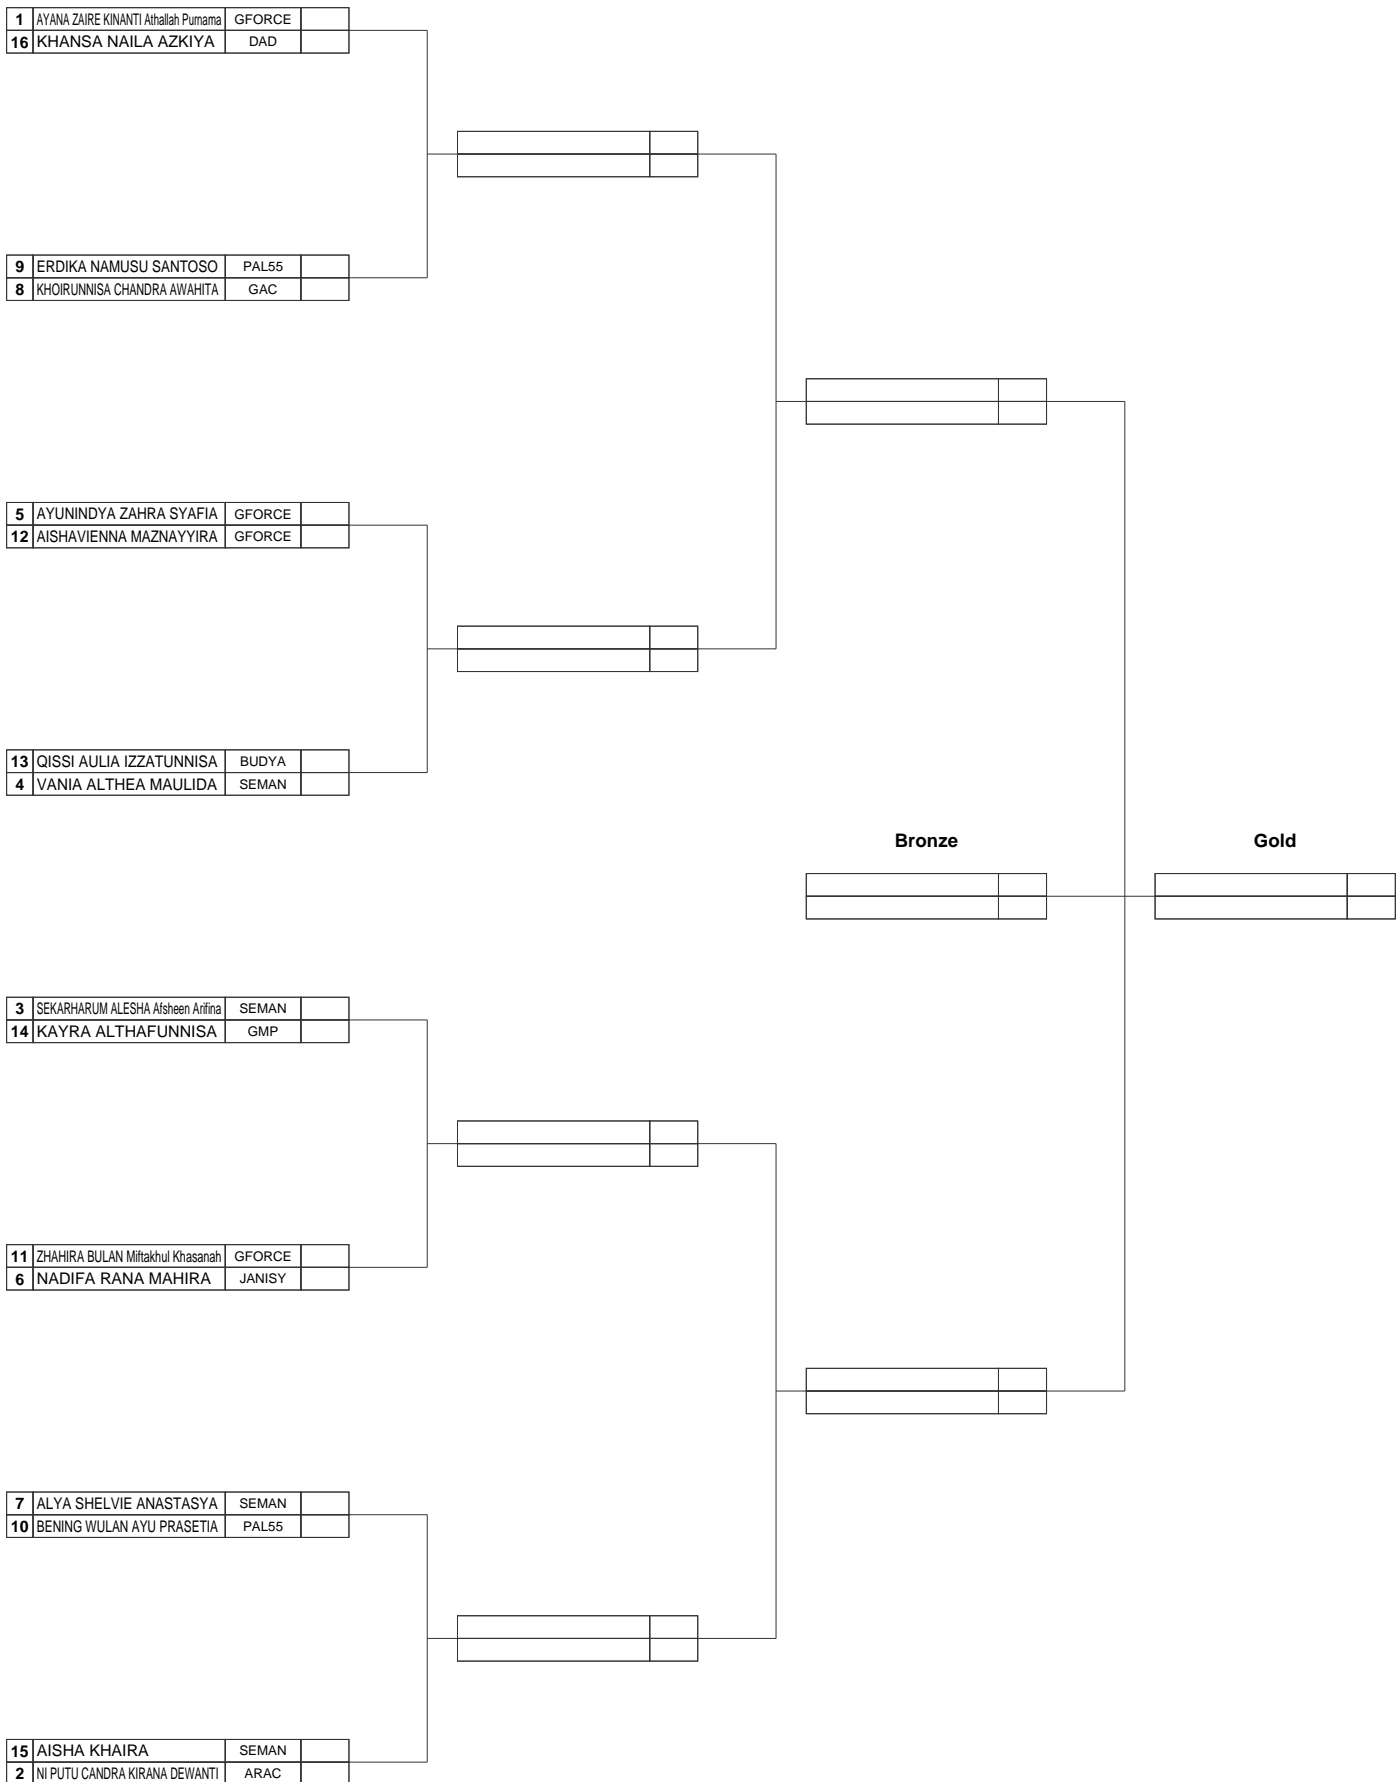 1 AYANA ZAIRE KINANTI Athallah Purnama GFORCE
16 KHANSA NAILA AZKIYA DAD
9 ERDIKA NAMUSU SANTOSO PAL55
8 KHOIRUNNISA CHANDRA AWAHITA GAC
5 AYUNINDYA ZAHRA SYAFIA GFORCE
12 AISHAVIENNA MAZNAYYIRA GFORCE
13 QISSI AULIA IZZATUNNISA BUDYA
4 VANIA ALTHEA MAULIDA SEMAN
Bronze Gold
3 SEKARHARUM ALESHA Afsheen Arifina SEMAN
14 KAYRA ALTHAFUNNISA GMP
11 ZHAHIRA BULAN Miftakhul Khasanah GFORCE
6 NADIFA RANA MAHIRA JANISY
7 ALYA SHELVIE ANASTASYA SEMAN
10 BENING WULAN AYU PRASETIA PAL55
15 AISHA KHAIRA SEMAN
2 NI PUTU CANDRA KIRANA DEWANTI ARAC